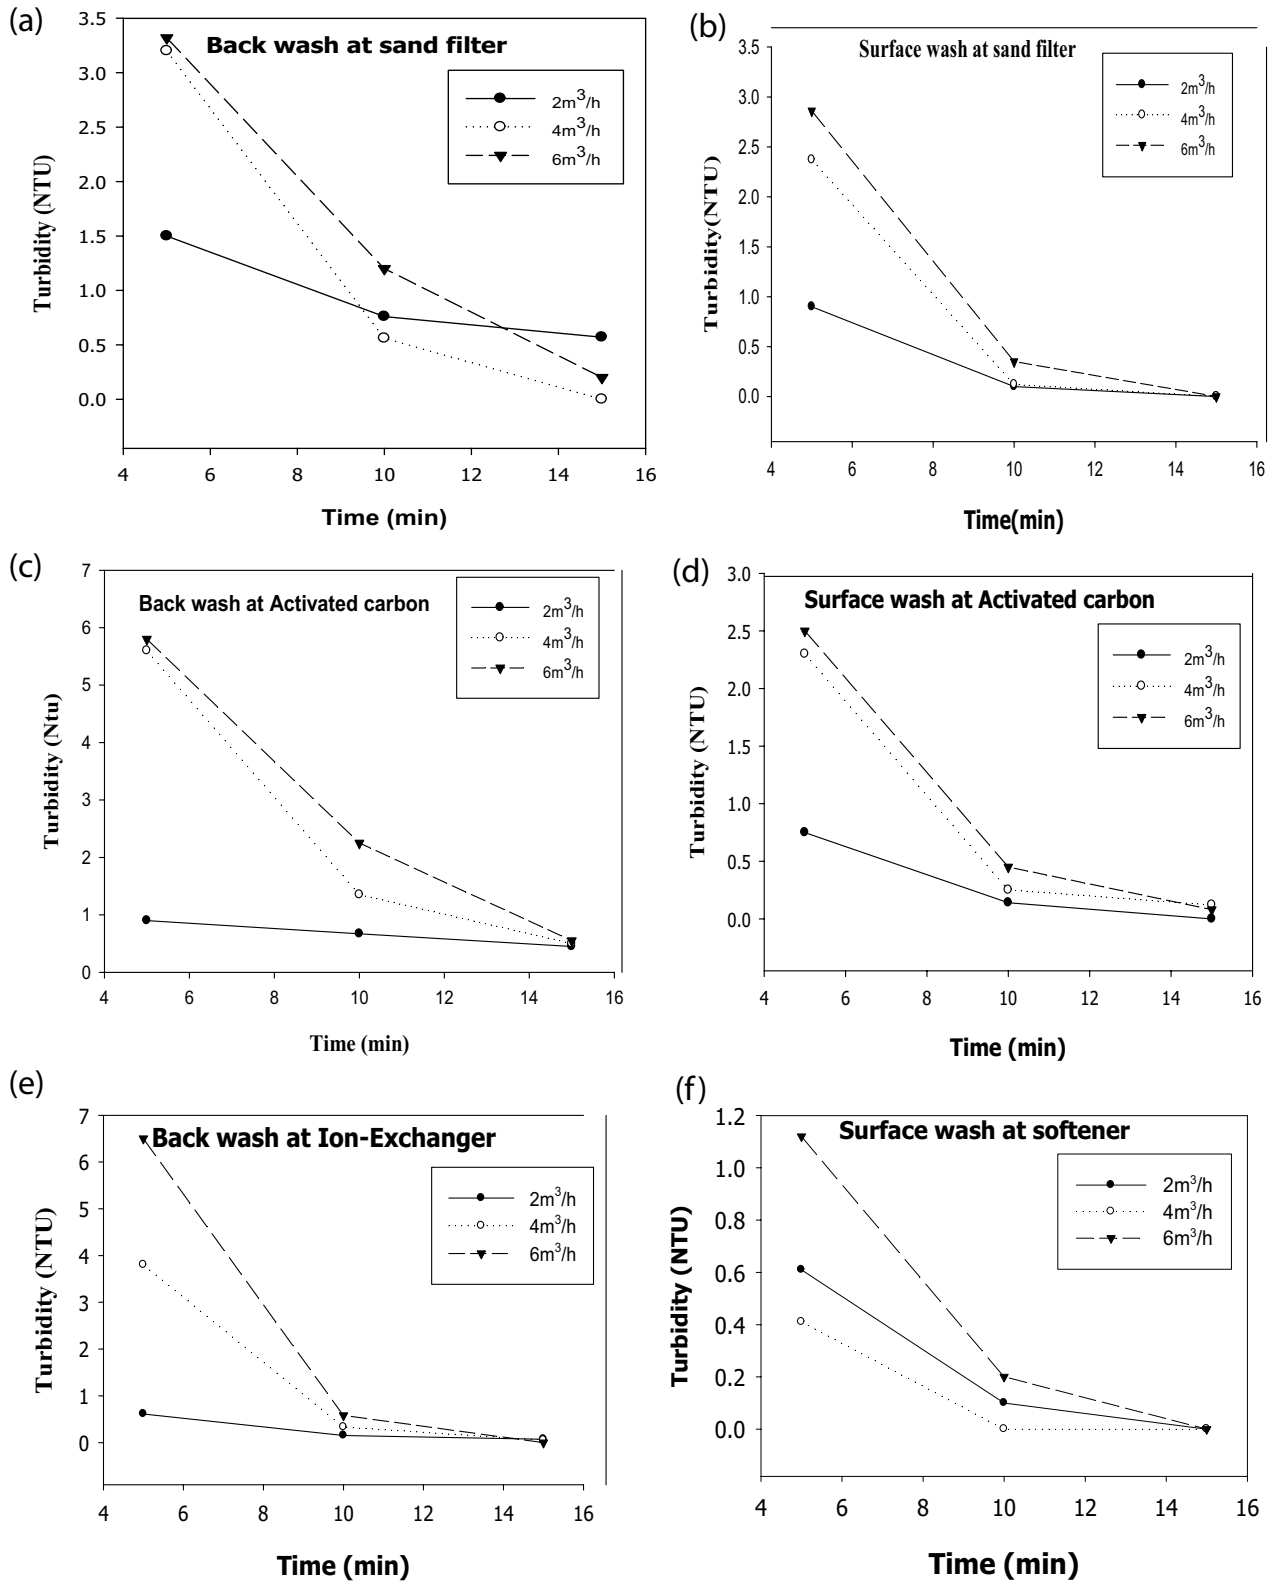 (a)
Back wash at sand filter
2m³/h
4m³/h
6m³/h
Turbidity (NTU)
3.5
3.0
2.5
2.0
1.5
1.0
0.5
0.0
4 6 8 10 12 14 16
Time (min)
(b)
Surface wash at sand filter
2m³/h
4m³/h
6m³/h
Turbidity(NTU)
3.5
3.0
2.5
2.0
1.5
1.0
0.5
0.0
4 6 8 10 12 14 16
Time(min)
(c)
Back wash at Activated carbon
2m³/h
4m³/h
6m³/h
Turbidity (Ntu)
7
6
5
4
3
2
1
0
4 6 8 10 12 14 16
Time (min)
(d)
Surface wash at Activated carbon
2m³/h
4m³/h
6m³/h
Turbidity (NTU)
3.0
2.5
2.0
1.5
1.0
0.5
0.0
4 6 8 10 12 14 16
Time (min)
(e)
Back wash at Ion-Exchanger
2m³/h
4m³/h
6m³/h
Turbidity (NTU)
7
6
5
4
3
2
1
0
4 6 8 10 12 14 16
Time (min)
(f)
Surface wash at softener
2m³/h
4m³/h
6m³/h
Turbidity (NTU)
1.2
1.0
0.8
0.6
0.4
0.2
0.0
4 6 8 10 12 14 16
Time (min)